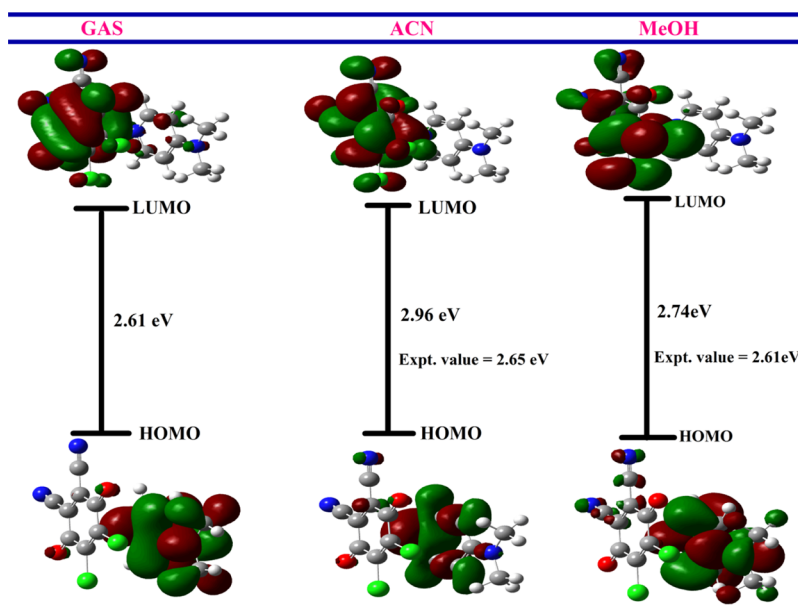 GAS ACN MeOH
LUMO LUMO LUMO
2.61 eV 2.96 eV 2.74eV
Expt. value = 2.65 eV Expt. value = 2.61eV
HOMO HOMO HOMO